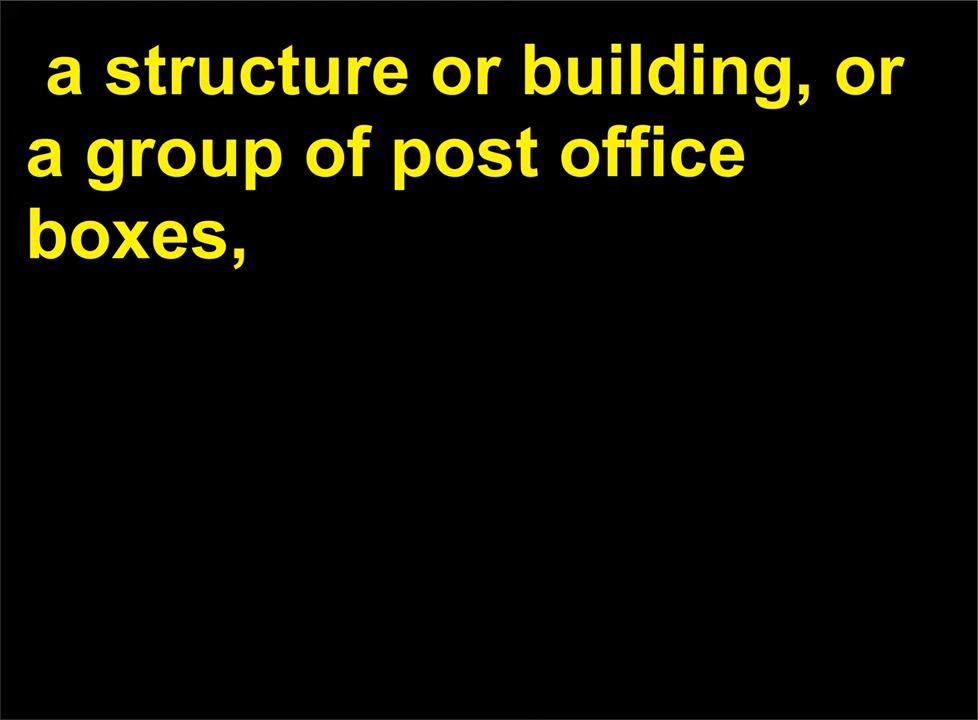 a structure or building, or
a group of post office
boxes,